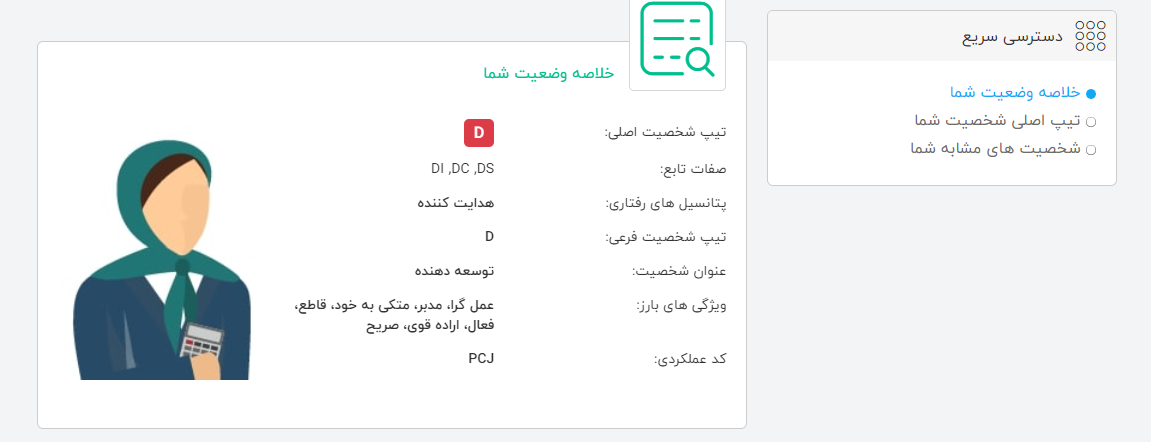 دسترسی سریع
خلاصه وضعیت شما
تیپ اصلی شخصیت شما
شخصیت های مشابه شما
خلاصه وضعیت شما
تیپ شخصیت اصلی: D
صفات تابع: DI ,DC ,DS
پتانسیل های رفتاری: هدایت کننده
تیپ شخصیت فرعی: D
عنوان شخصیت: توسعه دهنده
ویژگی های بارز: عمل گرا، مدبر، متکی به خود، قاطع،
فعال، اراده قوی، صریح
کد عملکردی: PCJ